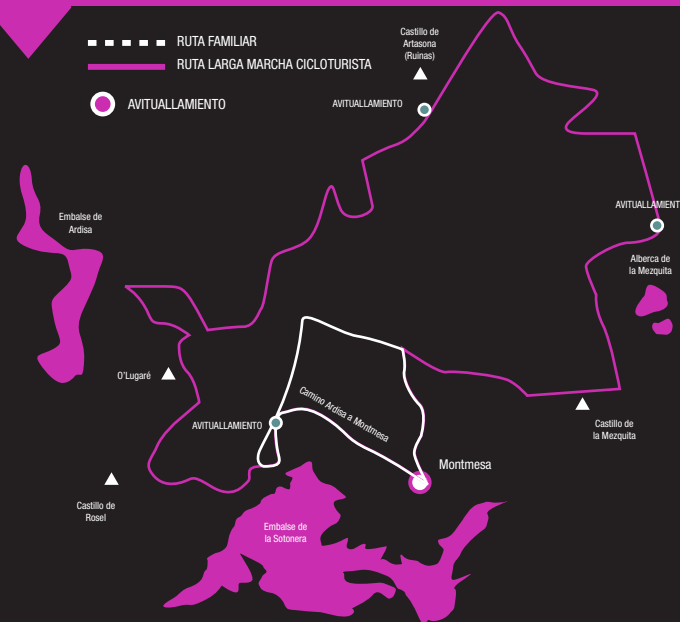 RUTA FAMILIAR
RUTA LARGA MARCHA CICLOTURISTA
AVITUALLAMIENTO
Castillo de
Artasona
(Ruinas)
AVITUALLAMIENTO
AVITUALLAMIENT
Embalse de
Ardisa
Alberca de
la Mezquita
O'Lugaré
Camino Ardisa a Montmesa
AVITUALLAMIENTO
Castillo de
la Mezquita
Montmesa
Castillo de
Rosel
Embalse de
la Sotonera